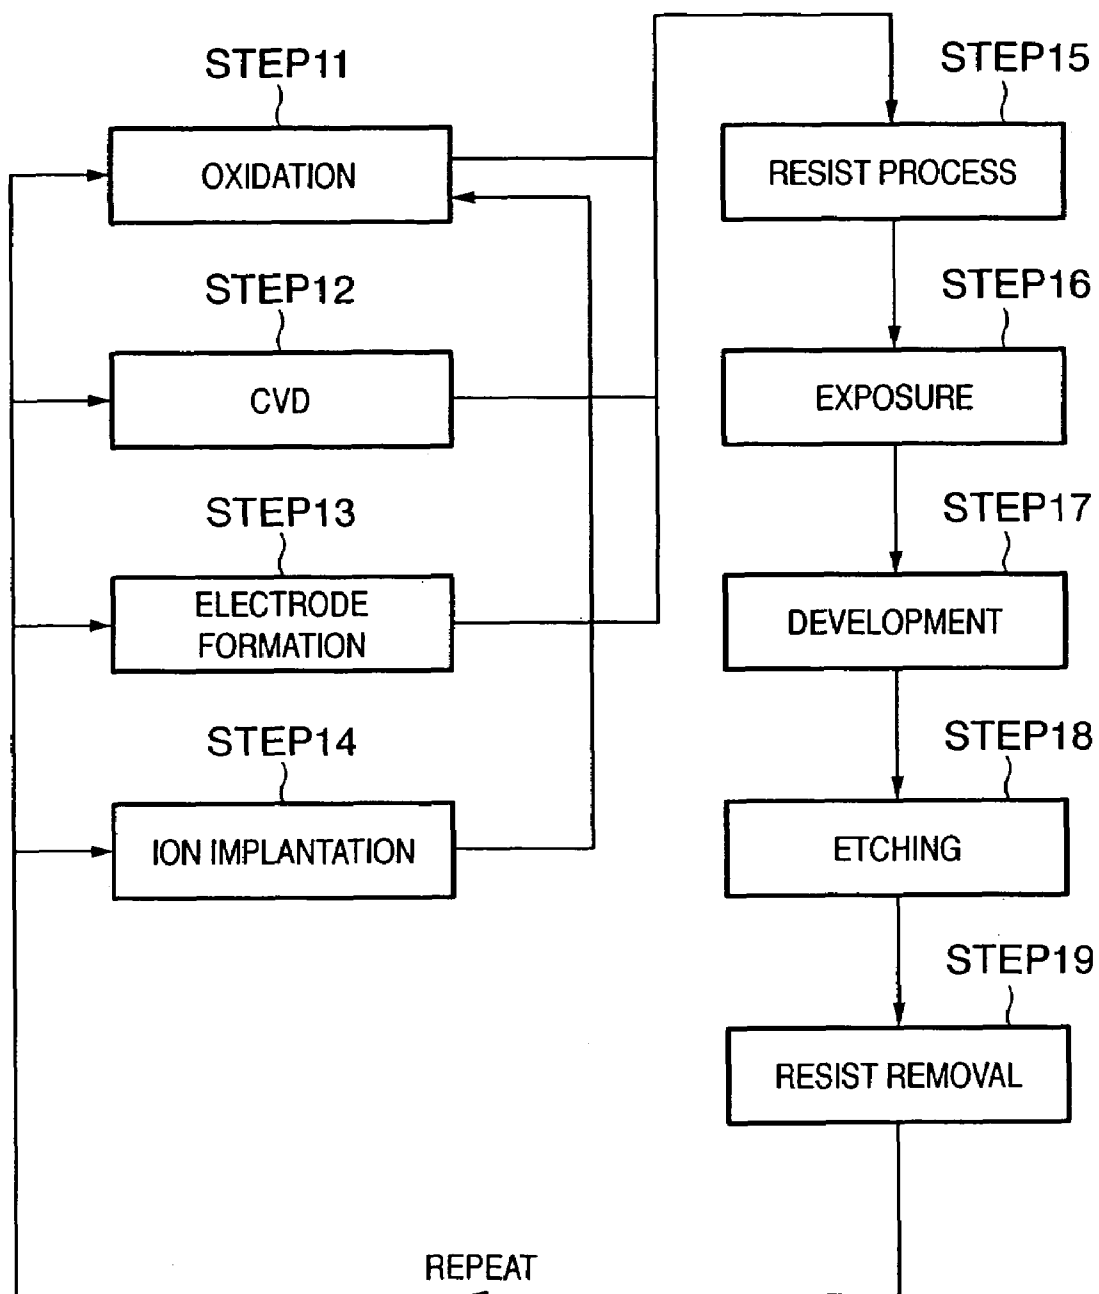 STEP11
OXIDATION
STEP12
CVD
STEP13
ELECTRODE
FORMATION
STEP14
ION IMPLANTATION
STEP15
RESIST PROCESS
STEP16
EXPOSURE
STEP17
DEVELOPMENT
STEP18
ETCHING
STEP19
RESIST REMOVAL
REPEAT